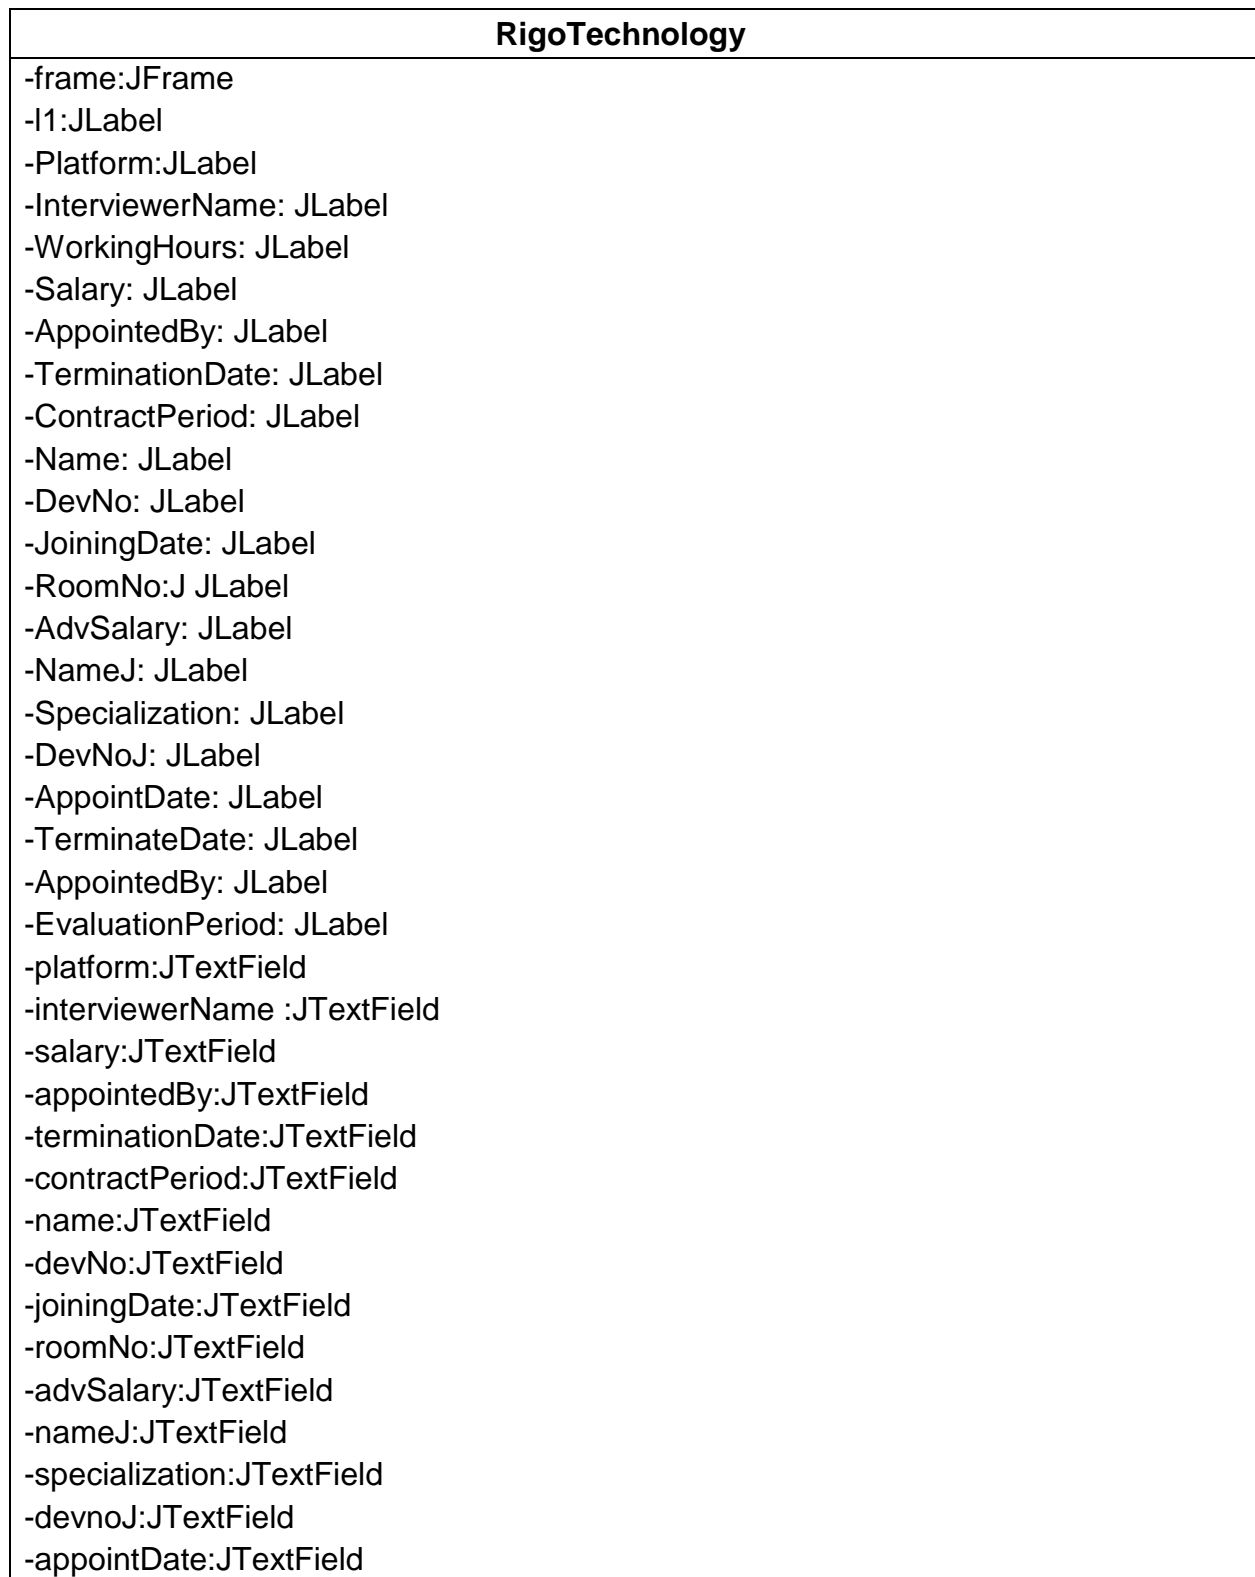 RigoTechnology
-frame:JFrame
-l1:JLabel
-Platform:JLabel
-InterviewerName: JLabel
-WorkingHours: JLabel
-Salary: JLabel
-AppointedBy: JLabel
-TerminationDate: JLabel
-ContractPeriod: JLabel
-Name: JLabel
-DevNo: JLabel
-JoiningDate: JLabel
-RoomNo:J JLabel
-AdvSalary: JLabel
-NameJ: JLabel
-Specialization: JLabel
-DevNoJ: JLabel
-AppointDate: JLabel
-TerminateDate: JLabel
-AppointedBy: JLabel
-EvaluationPeriod: JLabel
-platform:JTextField
-interviewerName :JTextField
-salary:JTextField
-appointedBy:JTextField
-terminationDate:JTextField
-contractPeriod:JTextField
-name:JTextField
-devNo:JTextField
-joiningDate:JTextField
-roomNo:JTextField
-advSalary:JTextField
-nameJ:JTextField
-specialization:JTextField
-devnoJ:JTextField
-appointDate:JTextField